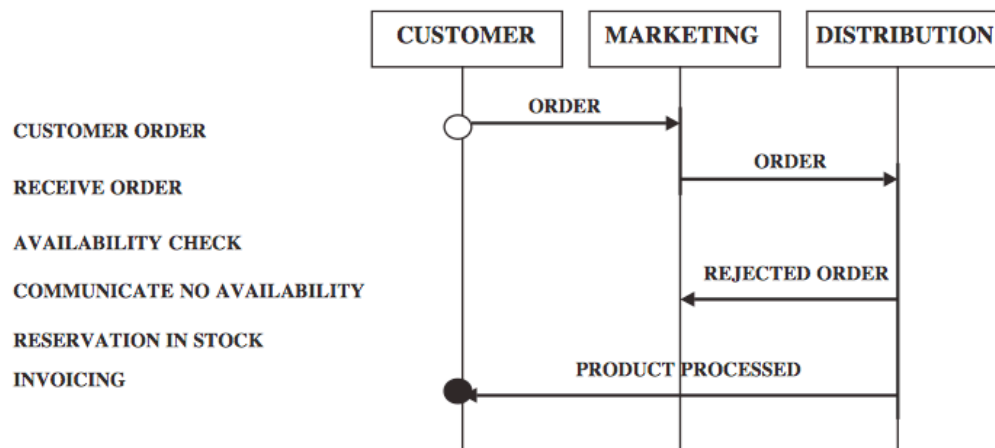 CUSTOMER
MARKETING
DISTRIBUTION
ORDER
CUSTOMER ORDER
ORDER
RECEIVE ORDER
AVAILABILITY CHECK
REJECTED ORDER
COMMUNICATE NO AVAILABILITY
RESERVATION IN STOCK
PRODUCT PROCESSED
INVOICING